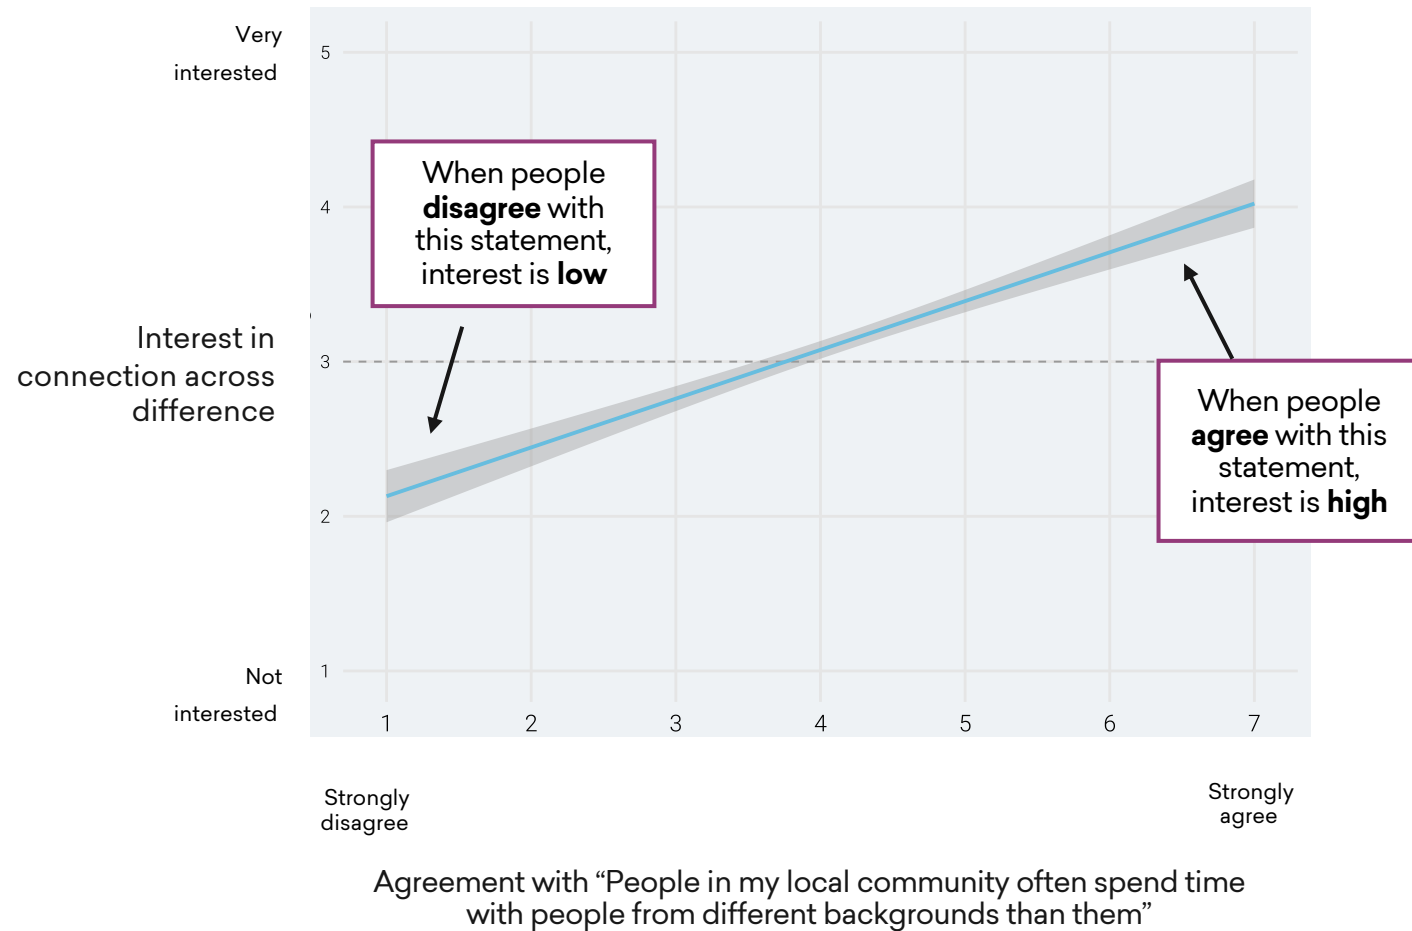 Very
interested
5
When people
disagree with
this statement,
interest is low
4
Interest in
connection across
difference
3
When people
agree with this
statement,
interest is high
2
Not
interested
1
1 2 3 4 5 6 7
Strongly
disagree
Strongly
agree
Agreement with “People in my local community often spend time
with people from different backgrounds than them”